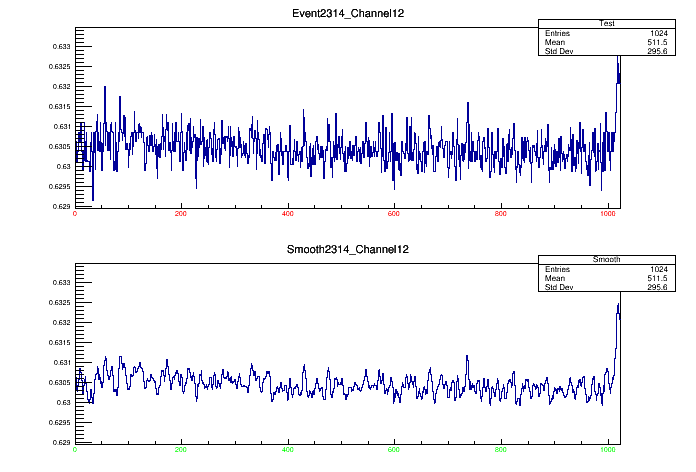 Event2314_Channel12
Test
Entries 1024
Mean 511.5
Std Dev 295.6
0.633
0.6325
0.632
0.6315
0.631
0.6305
0.63
0.6295
0.629
0 200 400 600 800 1000
Smooth2314_Channel12
Smooth
Entries 1024
Mean 511.5
Std Dev 295.6
0.633
0.6325
0.632
0.6315
0.631
0.6305
0.63
0.6295
0.629
0 200 400 600 800 1000